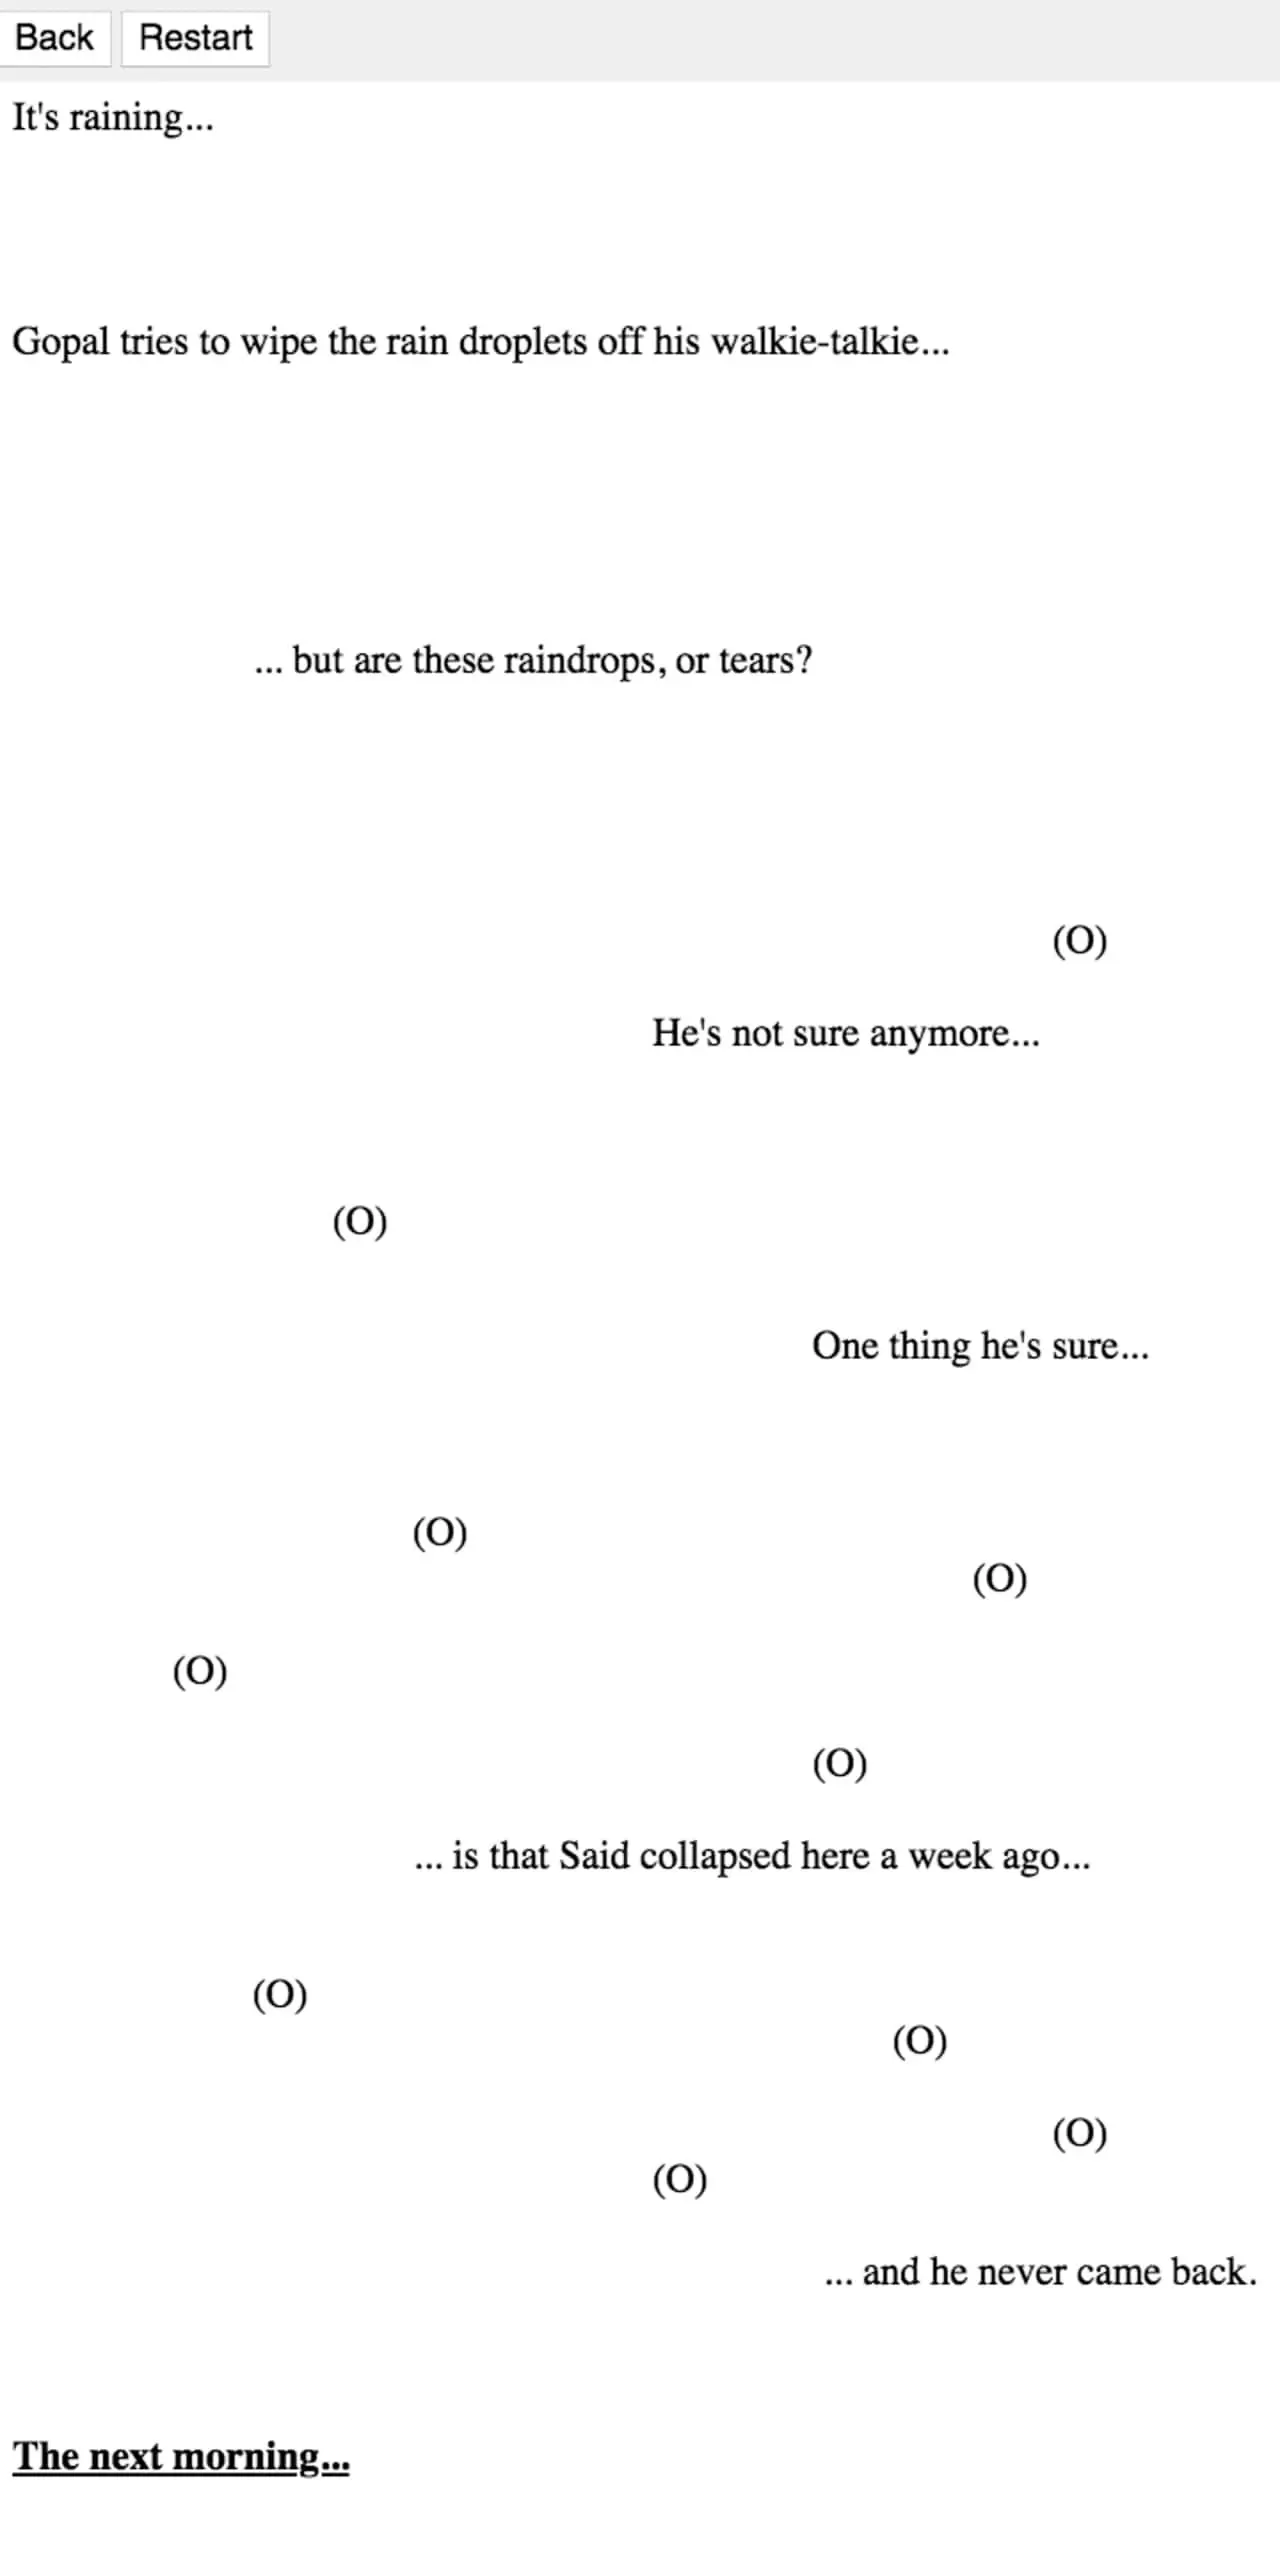 Back Restart
It's raining...
Gopal tries to wipe the rain droplets off his walkie-talkie...
... but are these raindrops, or tears?
(O)
He's not sure anymore...
(O)
One thing he's sure...
(O)
(O)
(O)
(O)
... is that Said collapsed here a week ago...
(O)
(O)
(O)
(O)
... and he never came back.
The next morning...